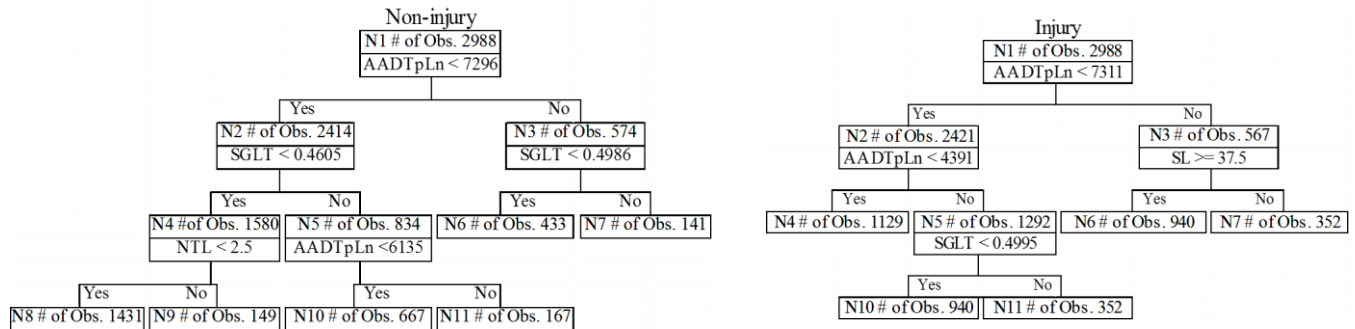 Non-injury
N1 # of Obs. 2988
AADTpLn < 7296
Yes No
N2 # of Obs. 2414 N3 # of Obs. 574
SGLT < 0.4605 SGLT < 0.4986
Yes No Yes No
N4 #of Obs. 1580 N5 # of Obs. 834 N6 # of Obs. 433 N7 # of Obs. 141
NTL < 2.5 AADTpLn <6135
Yes No Yes No
N8 # of Obs. 1431 N9 # of Obs. 149 N10 # of Obs. 667 N11 # of Obs. 167
Injury
N1 # of Obs. 2988
AADTpLn < 7311
Yes No
N2 # of Obs. 2421 N3 # of Obs. 567
AADTpLn < 4391 SL >= 37.5
Yes No Yes No
N4 # of Obs. 1129 N5 # of Obs. 1292 N6 # of Obs. 940 N7 # of Obs. 352
SGLT < 0.4995
Yes No
N10 # of Obs. 940 N11 # of Obs. 352